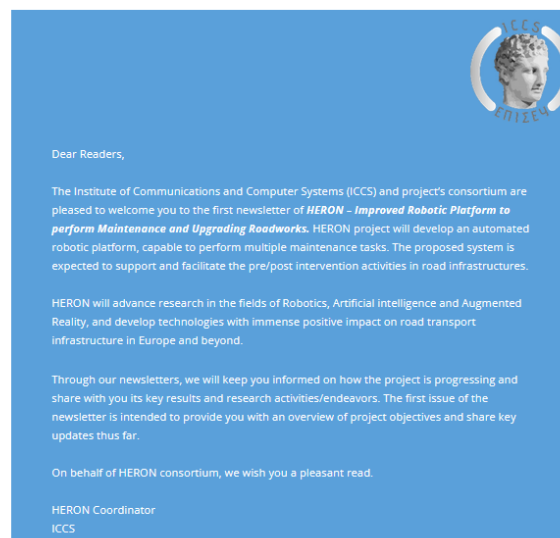 ICCS
ΕΠΙΣΕΨ
Dear Readers,
The Institute of Communications and Computer Systems (ICCS) and project's consortium are
pleased to welcome you to the first newsletter of HERON – Improved Robotic Platform to
perform Maintenance and Upgrading Roadworks. HERON project will develop an automated
robotic platform, capable to perform multiple maintenance tasks. The proposed system is
expected to support and facilitate the pre/post intervention activities in road infrastructures.
HERON will advance research in the fields of Robotics, Artificial intelligence and Augmented
Reality, and develop technologies with immense positive impact on road transport
infrastructure in Europe and beyond.
Through our newsletters, we will keep you informed on how the project is progressing and
share with you its key results and research activities/endeavors. The first issue of the
newsletter is intended to provide you with an overview of project objectives and share key
updates thus far.
On behalf of HERON consortium, we wish you a pleasant read.
HERON Coordinator
ICCS